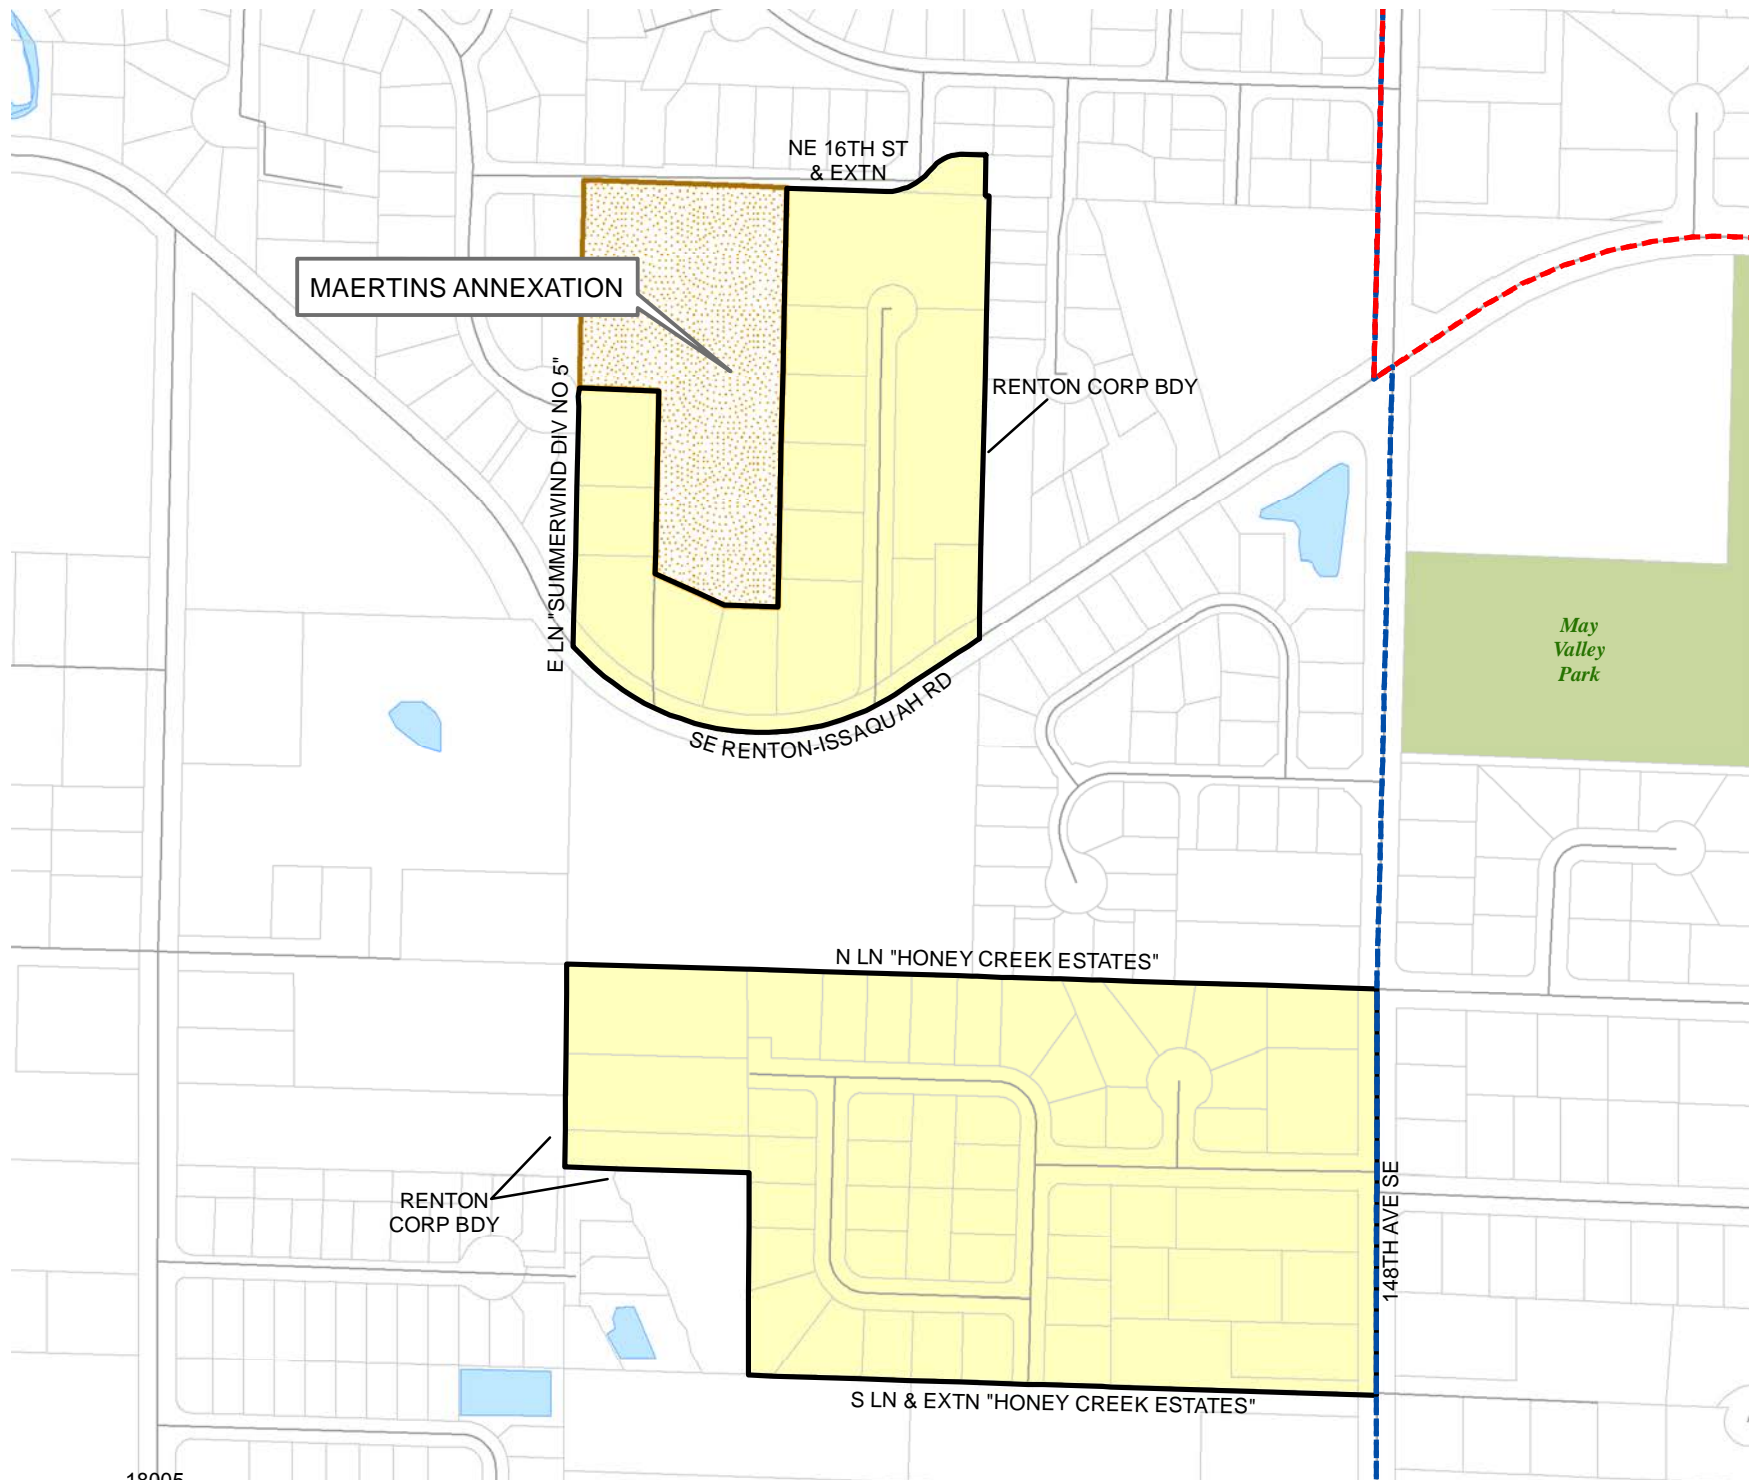 NE 16TH ST
& EXTN
MAERTINS ANNEXATION
E LN "SUMMERWIND DIV NO 5"
RENTON CORP BDY
SE RENTON-ISSAQUAH RD
May
Valley
Park
N LN "HONEY CREEK ESTATES"
RENTON
CORP BDY
148TH AVE SE
S LN & EXTN "HONEY CREEK ESTATES"